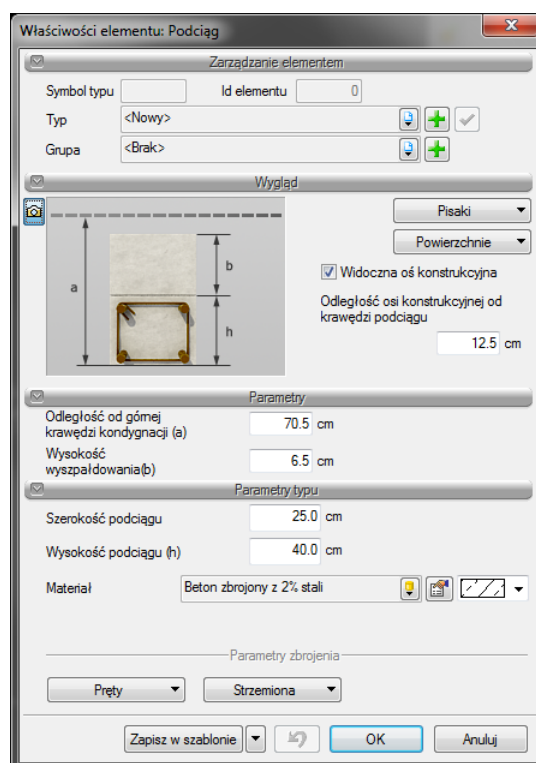 Właściwości elementu: Podciąg
Zarządzanie elementem
Symbol typu
Id elementu 0
Typ <Nowy>
Grupa <Brak>
Wygląd
a
b
h
Pisaki
Powierzchnie
Widoczna oś konstrukcyjna
Odległość osi konstrukcyjnej od
krawędzi podciągu
12.5 cm
Parametry
Odległość od górnej
krawędzi kondygnacji (a) 70.5 cm
Wysokość
wyszpałdowania(b) 6.5 cm
Parametry typu
Szerokość podciągu 25.0 cm
Wysokość podciągu (h) 40.0 cm
Materiał Beton zbrojony z 2% stali
Parametry zbrojenia
Pręty Strzemiona
Zapisz w szablonie OK Anuluj